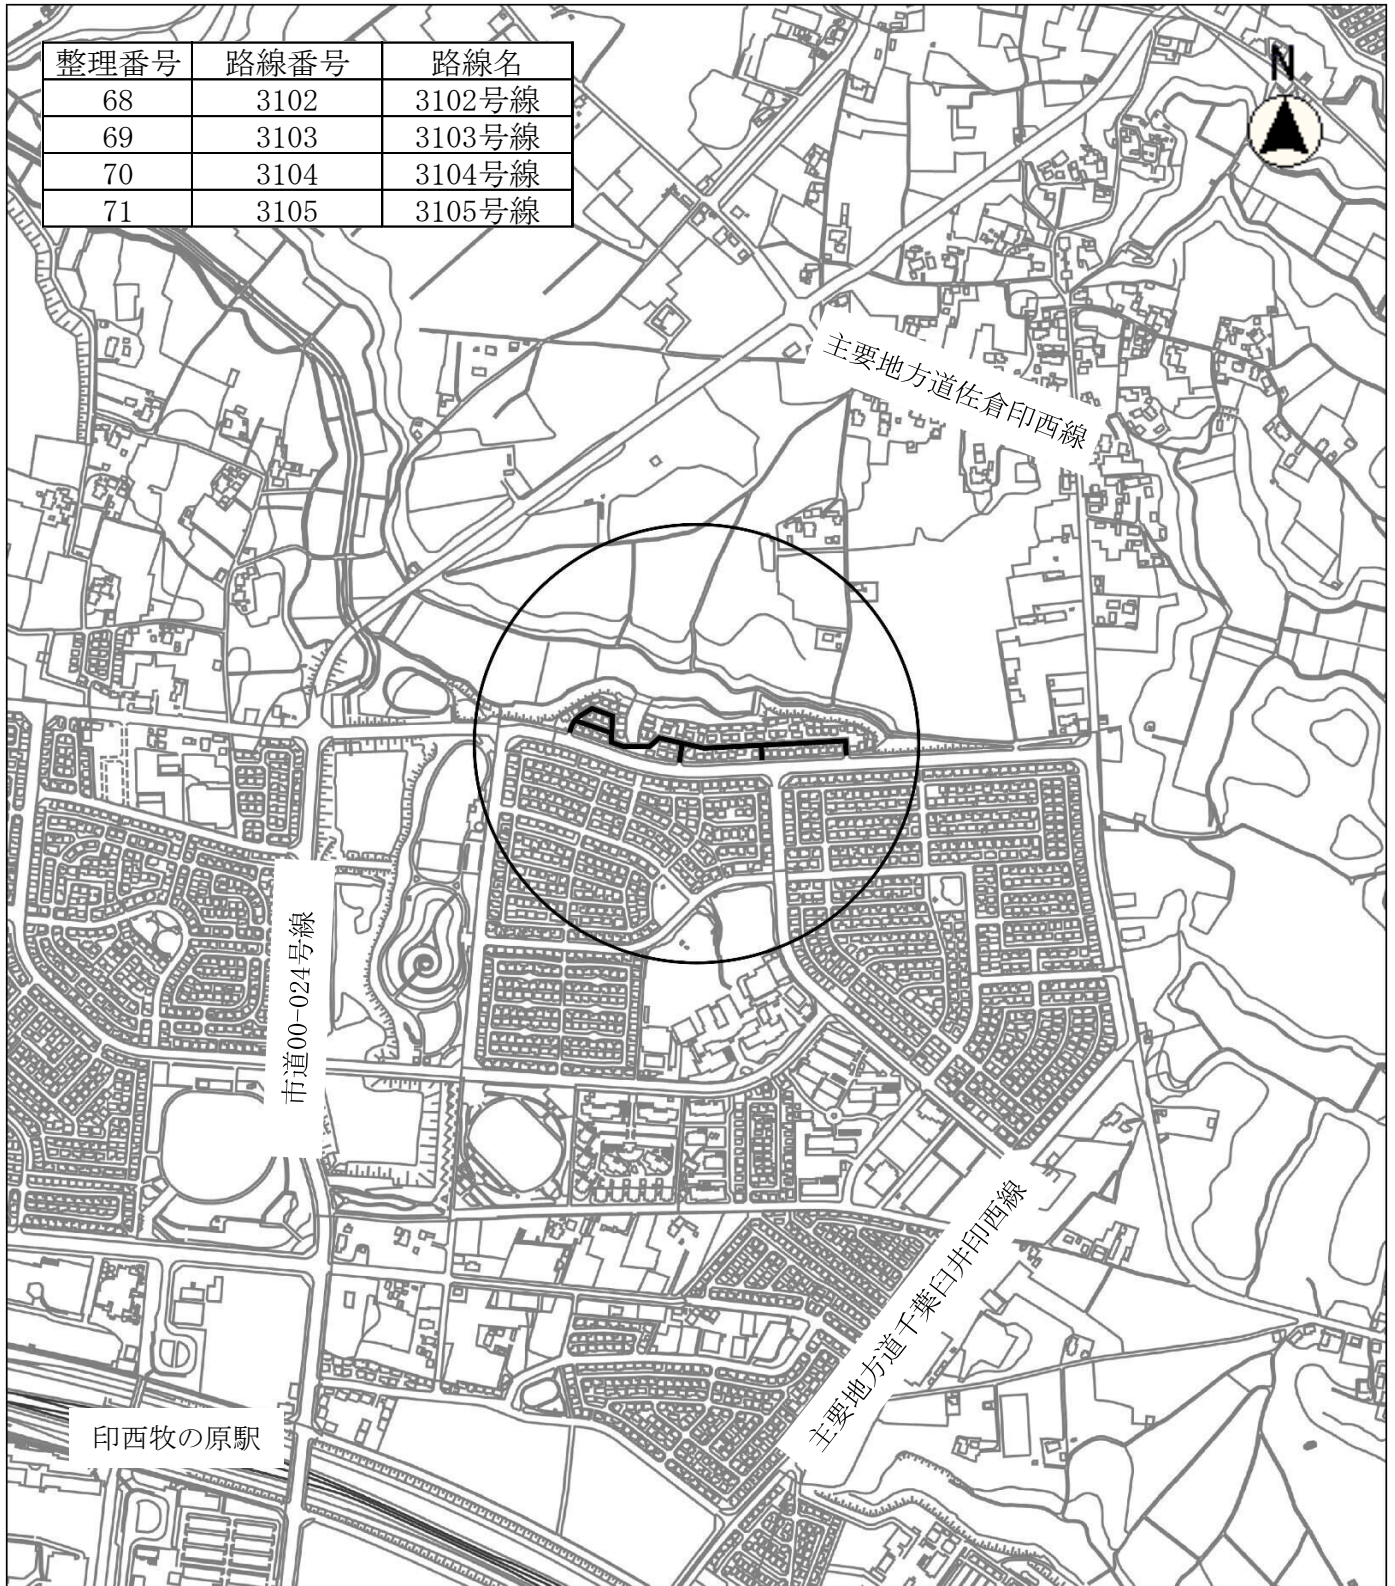 整理番号 路線番号 路線名
68 3102 3102号線
69 3103 3103号線
70 3104 3104号線
71 3105 3105号線
N
主要地方道佐倉印西線
市道00-024号線
主要地方道千葉臼井印西線
印西牧の原駅